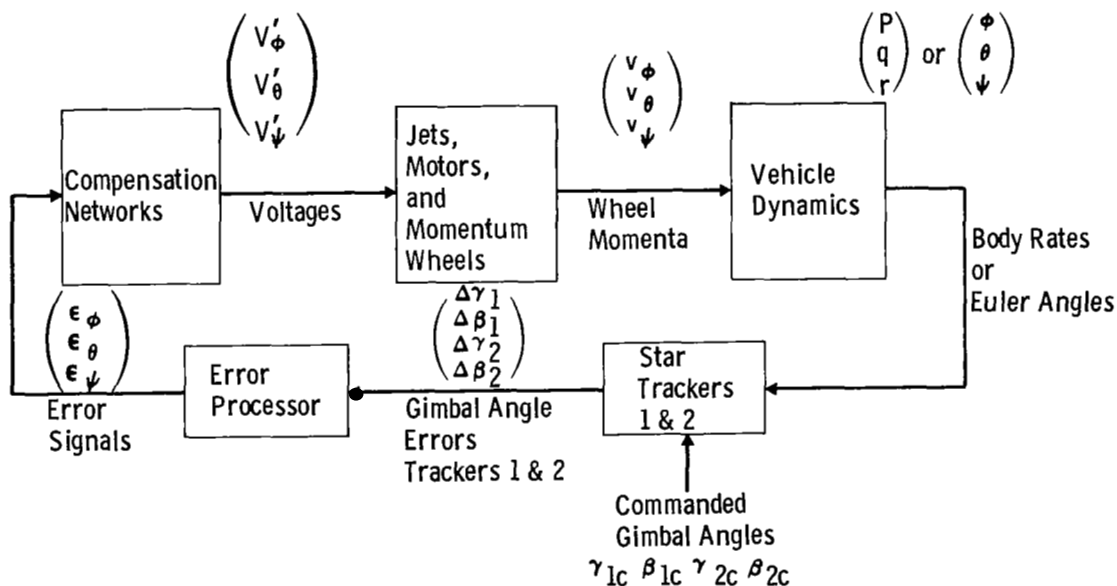 V′ϕ
V′θ
V′ψ
vϕ
vθ
vψ
P
q
r
or
ϕ
θ
ψ
Compensation
Networks
Voltages
Jets,
Motors,
and
Momentum
Wheels
Wheel
Momenta
Vehicle
Dynamics
Body Rates
or
Euler Angles
ϵϕ
ϵθ
ϵψ
Error
Signals
Error
Processor
Δγ1
Δβ1
Δγ2
Δβ2
Gimbal Angle
Errors
Trackers 1 & 2
Star
Trackers
1 & 2
Commanded
Gimbal Angles
γ1c β1c γ2c β2c